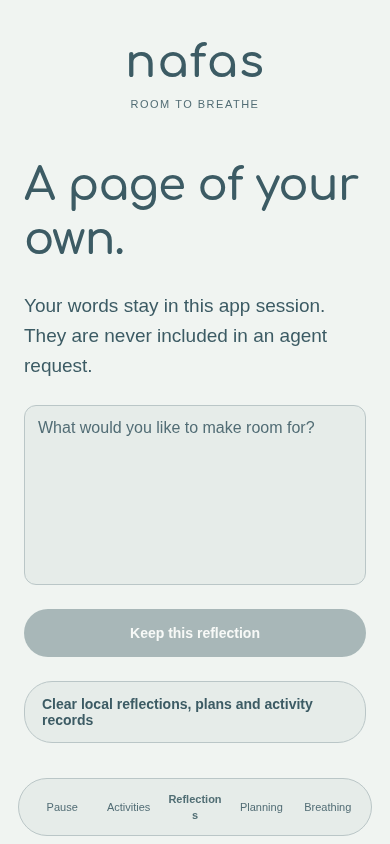 nafas
ROOM TO BREATHE
A page of your
own.
Your words stay in this app session.
They are never included in an agent
request.
What would you like to make room for?
Keep this reflection
Clear local reflections, plans and activity
records
Pause Activities Reflection
s Planning Breathing